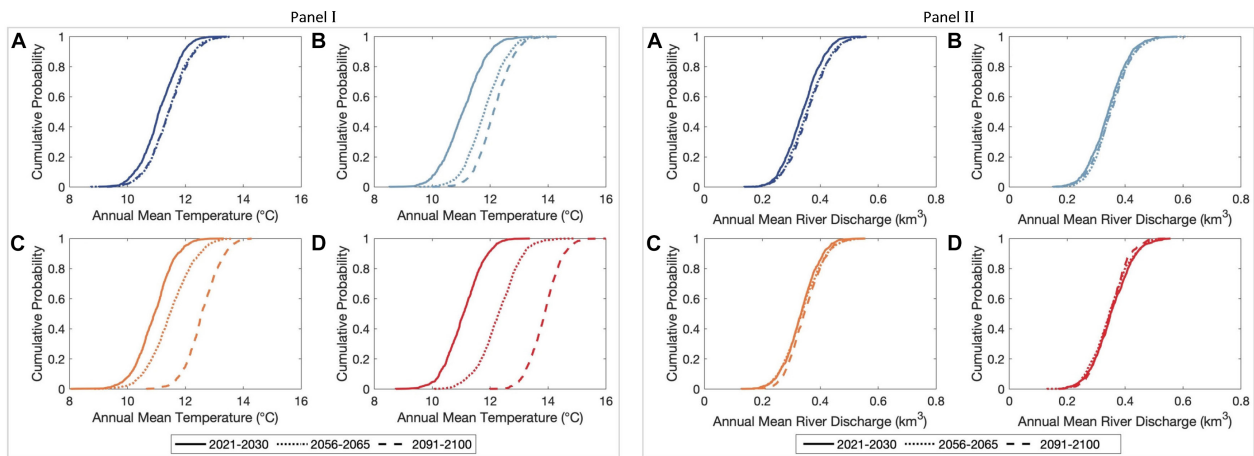 Panel I
A
Cumulative Probability
1
0.8
0.6
0.4
0.2
0
8 10 12 14 16
Annual Mean Temperature (°C)
B
Cumulative Probability
1
0.8
0.6
0.4
0.2
0
8 10 12 14 16
Annual Mean Temperature (°C)
C
Cumulative Probability
1
0.8
0.6
0.4
0.2
0
8 10 12 14 16
Annual Mean Temperature (°C)
D
Cumulative Probability
1
0.8
0.6
0.4
0.2
0
8 10 12 14 16
Annual Mean Temperature (°C)
2021-2030 2056-2065 2091-2100
Panel II
A
Cumulative Probability
1
0.8
0.6
0.4
0.2
0
0 0.2 0.4 0.6 0.8
Annual Mean River Discharge (km³)
B
Cumulative Probability
1
0.8
0.6
0.4
0.2
0
0 0.2 0.4 0.6 0.8
Annual Mean River Discharge (km³)
C
Cumulative Probability
1
0.8
0.6
0.4
0.2
0
0 0.2 0.4 0.6 0.8
Annual Mean River Discharge (km³)
D
Cumulative Probability
1
0.8
0.6
0.4
0.2
0
0 0.2 0.4 0.6 0.8
Annual Mean River Discharge (km³)
2021-2030 2056-2065 2091-2100